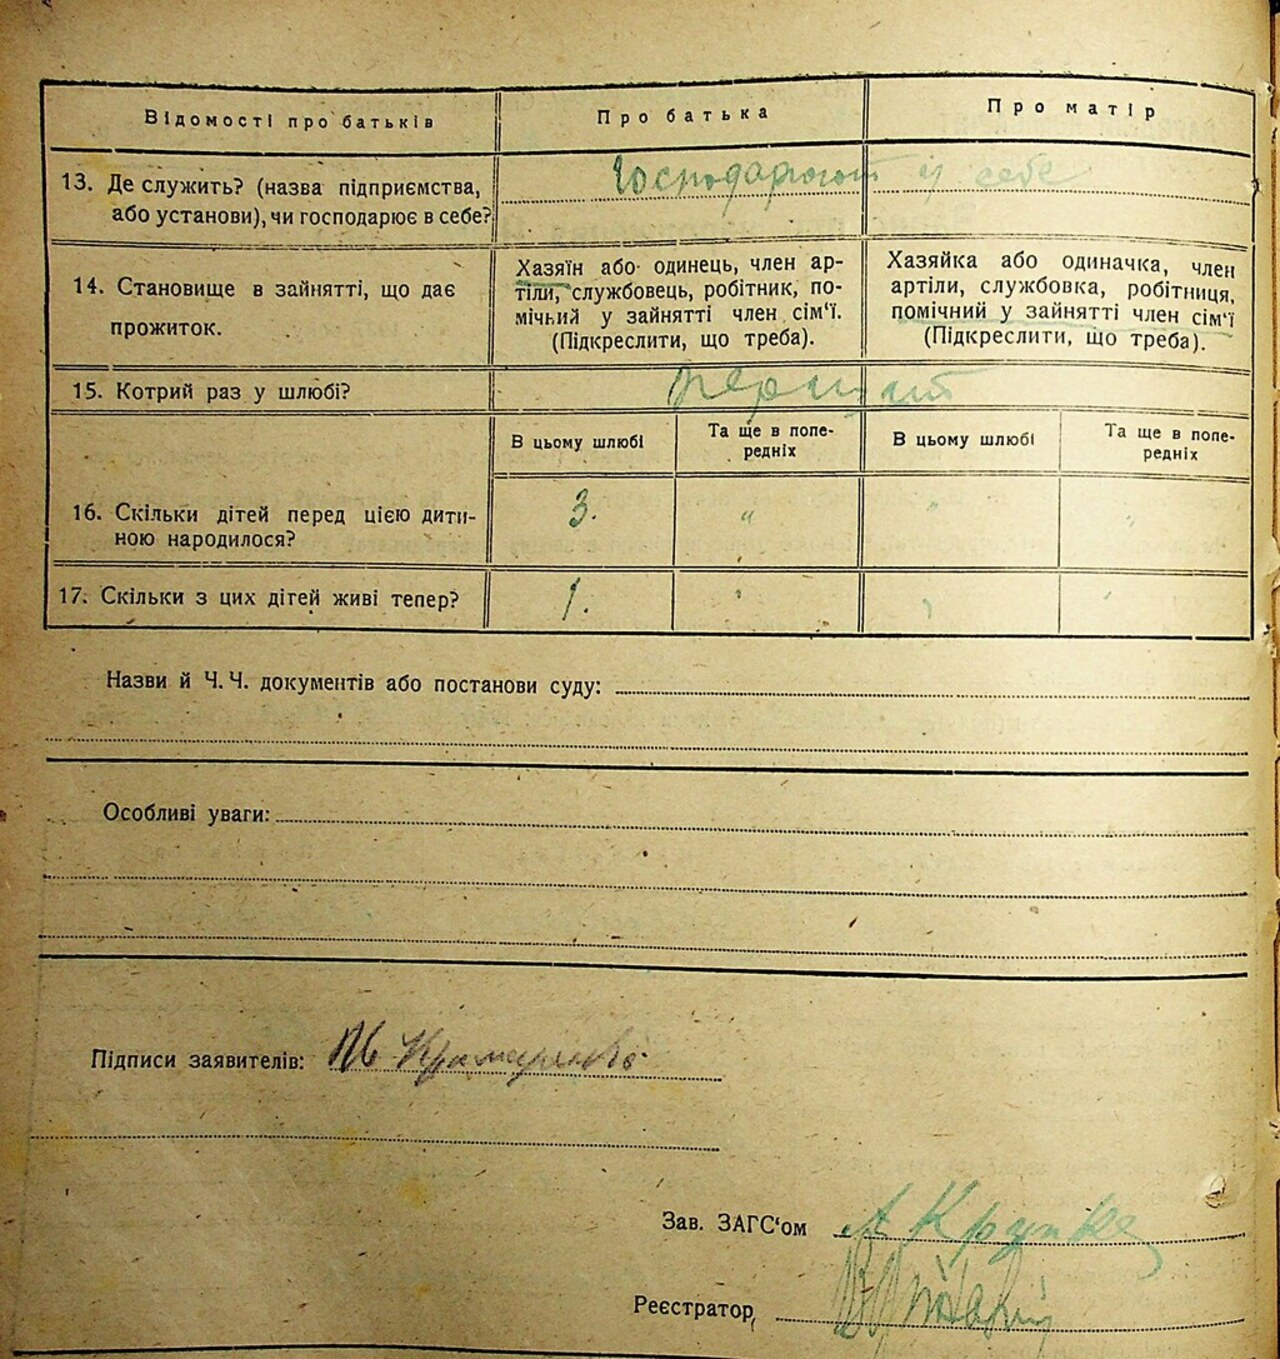 Відомості про батьків
Про батька
Про матір
13. Де служить? (назва підприємства,
або установи), чи господарює в себе?
Господарюют у себе
14. Становище в зайнятті, що дає
прожиток.
Хазяїн або одинець, член ар-
тіли, службовець, робітник, по-
мічний у зайнятті член сім‘ї.
(Підкреслити, що треба).
Хазяйка або одиначка, член
артіли, службовка, робітниця,
помічний у зайнятті член сім‘ї
(Підкреслити, що треба).
15. Котрий раз у шлюбі?
В цьому шлюбі
Та ще в попе-
редніх
В цьому шлюбі
Та ще в попе-
редніх
16. Скільки дітей перед цією дити-
ною народилося?
3. " " "
17. Скільки з цих дітей живі тепер?
1.
Назви й Ч. Ч. документів або постанови суду:
Особливі уваги:
Підписи заявителів:
Зав. ЗАГС‘ом
Реєстратор